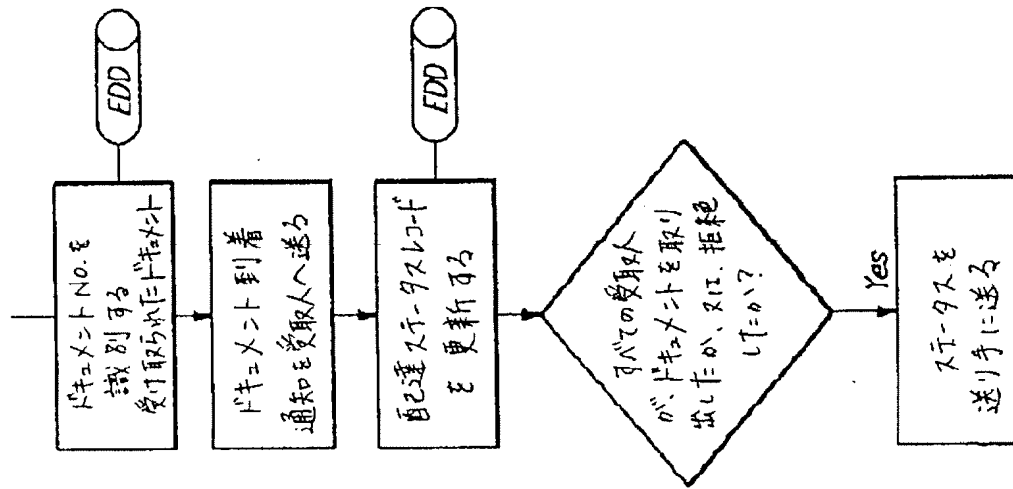 ドキュメントNo.を
識別する
受け取られたドキュメント
EDD
ドキュメント到着
通知を受取人へ送る
配達ステータスレコード
を更新する
EDD
すべての受取人
が、ドキュメントを取り
出したか、又は、拒絶
したか?
Yes
ステータスを
送り手に送る